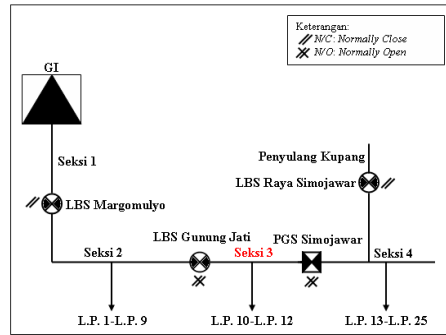 Keterangan:
N/C: Normally Close
N/O: Normally Open
GI
Seksi 1
Penyulang Kupang
LBS Raya Simojawar
LBS Margomulyo
LBS Gunung Jati
PGS Simojawar
Seksi 2
Seksi 3
Seksi 4
L.P. 1-L.P. 9
L.P. 10-L.P. 12
L.P. 13-L.P. 25